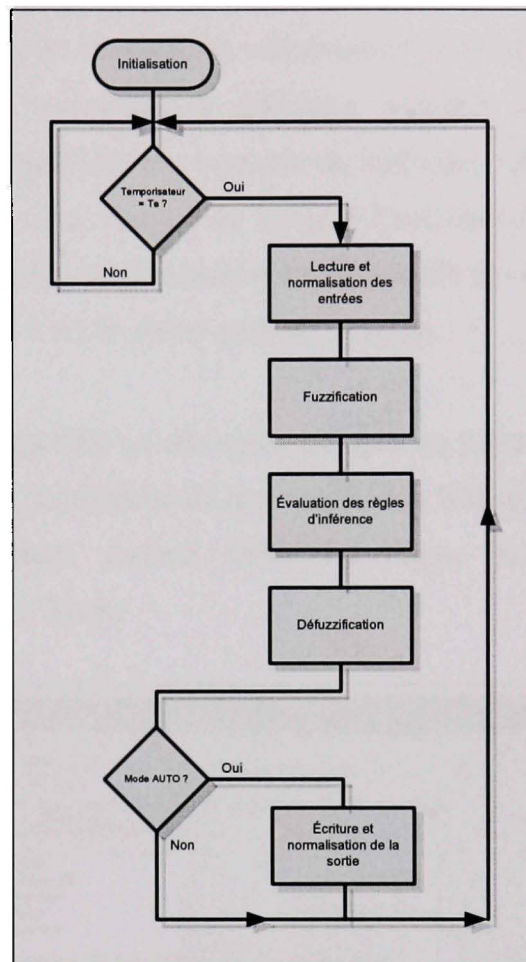 Initialisation
Temporisateur
= Te ?
Oui
Non
Lecture et
normalisation des
entrées
Fuzzification
Évaluation des règles
d'inférence
Défuzzification
Mode AUTO ?
Oui
Non
Écriture et
normalisation de la
sortie